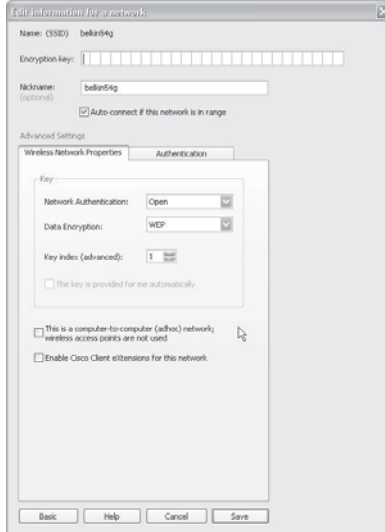 Edit information for a network
Name: (SSID) belkin54g
Encryption key:
Nickname: belkin54g
(optional)
Auto-connect if this network is in range
Advanced Settings
Wireless Network Properties Authentication
Key
Network Authentication: Open
Data Encryption: WEP
Key index (advanced): 1
The key is provided for me automatically
This is a computer-to-computer (adhoc) network;
wireless access points are not used
Enable Cisco Client eXtensions for this network
Basic Help Cancel Save